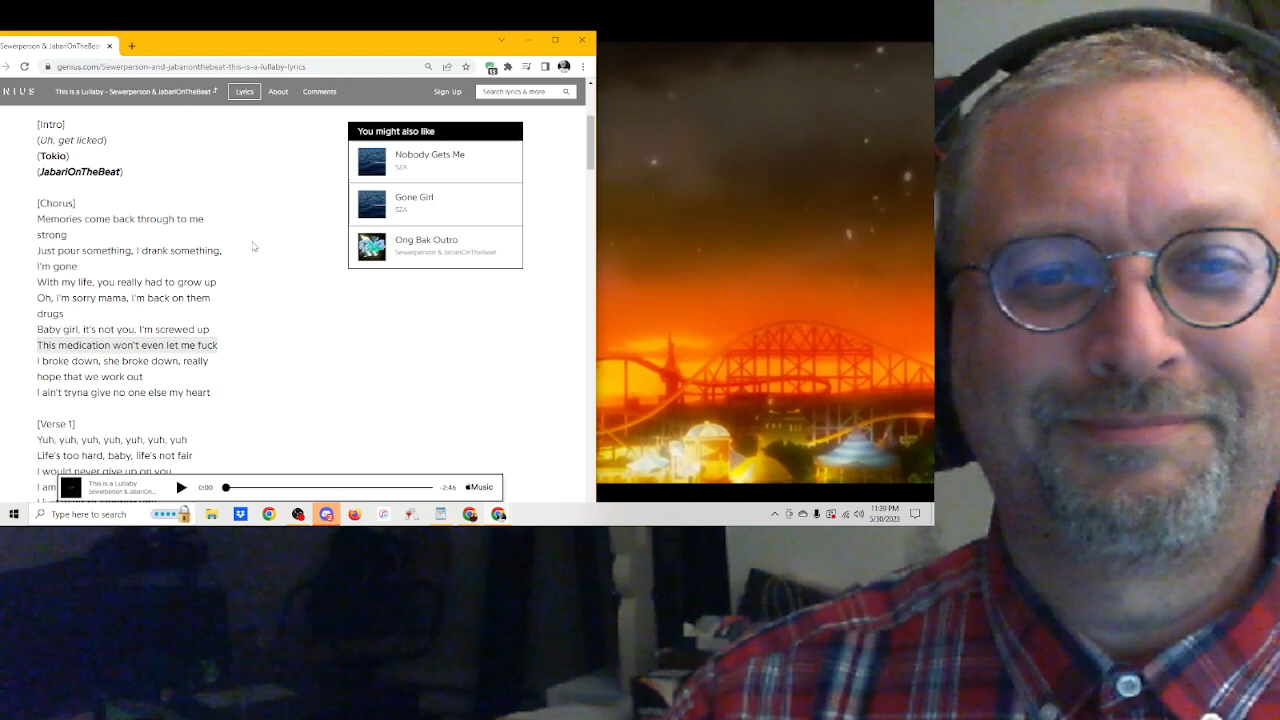 Sewerperson & JabariOnTheBeat
genius.com/Sewerperson-and-jabarionthebeat-this-is-a-lullaby-lyrics
NIUS
This is a Lullaby - Sewerperson & JabariOnTheBeat
Lyrics
About
Comments
Sign Up
Search lyrics & more
[Intro]
(Uh, get licked)
(Tokio)
(JabariOnTheBeat)
[Chorus]
Memories come back through to me
strong
Just pour something, I drank something,
I'm gone
With my life, you really had to grow up
Oh, I'm sorry mama, I'm back on them
drugs
Baby girl, it's not you, I'm screwed up
This medication won't even let me fuck
I broke down, she broke down, really
hope that we work out
I ain't tryna give no one else my heart
[Verse 1]
Yuh, yuh, yuh, yuh, yuh, yuh, yuh
Life's too hard, baby, life's not fair
I would never give up on you
I am
You might also like
Nobody Gets Me
SZA
Gone Girl
SZA
Ong Bak Outro
Sewerperson & JabariOnTheBeat
This is a Lullaby
Sewerperson & JabariOn...
0:00
-2:46
Music
Type here to search
11:39 PM
5/30/2023